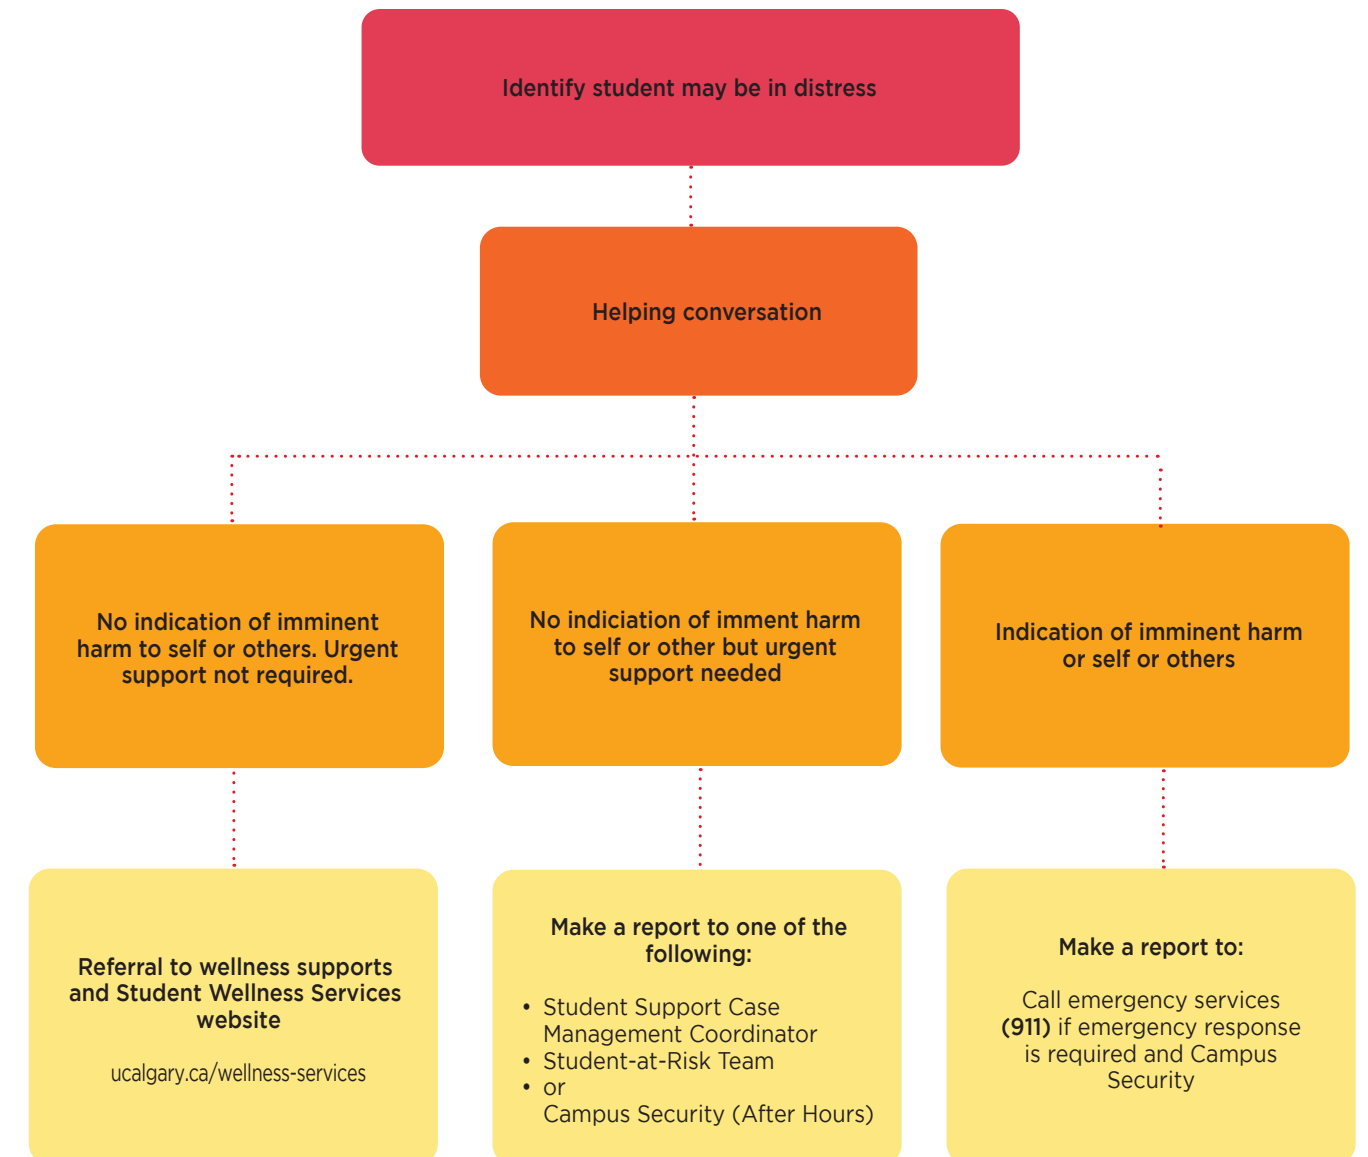 Identify student may be in distress
Helping conversation
No indication of imminent
harm to self or others. Urgent
support not required.
No indiciation of imment harm
to self or other but urgent
support needed
Indication of imminent harm
or self or others
Referral to wellness supports
and Student Wellness Services
website
ucalgary.ca/wellness-services
Make a report to one of the
following:
• Student Support Case
Management Coordinator
• Student-at-Risk Team
• or
Campus Security (After Hours)
Make a report to:
Call emergency services
(911) if emergency response
is required and Campus
Security